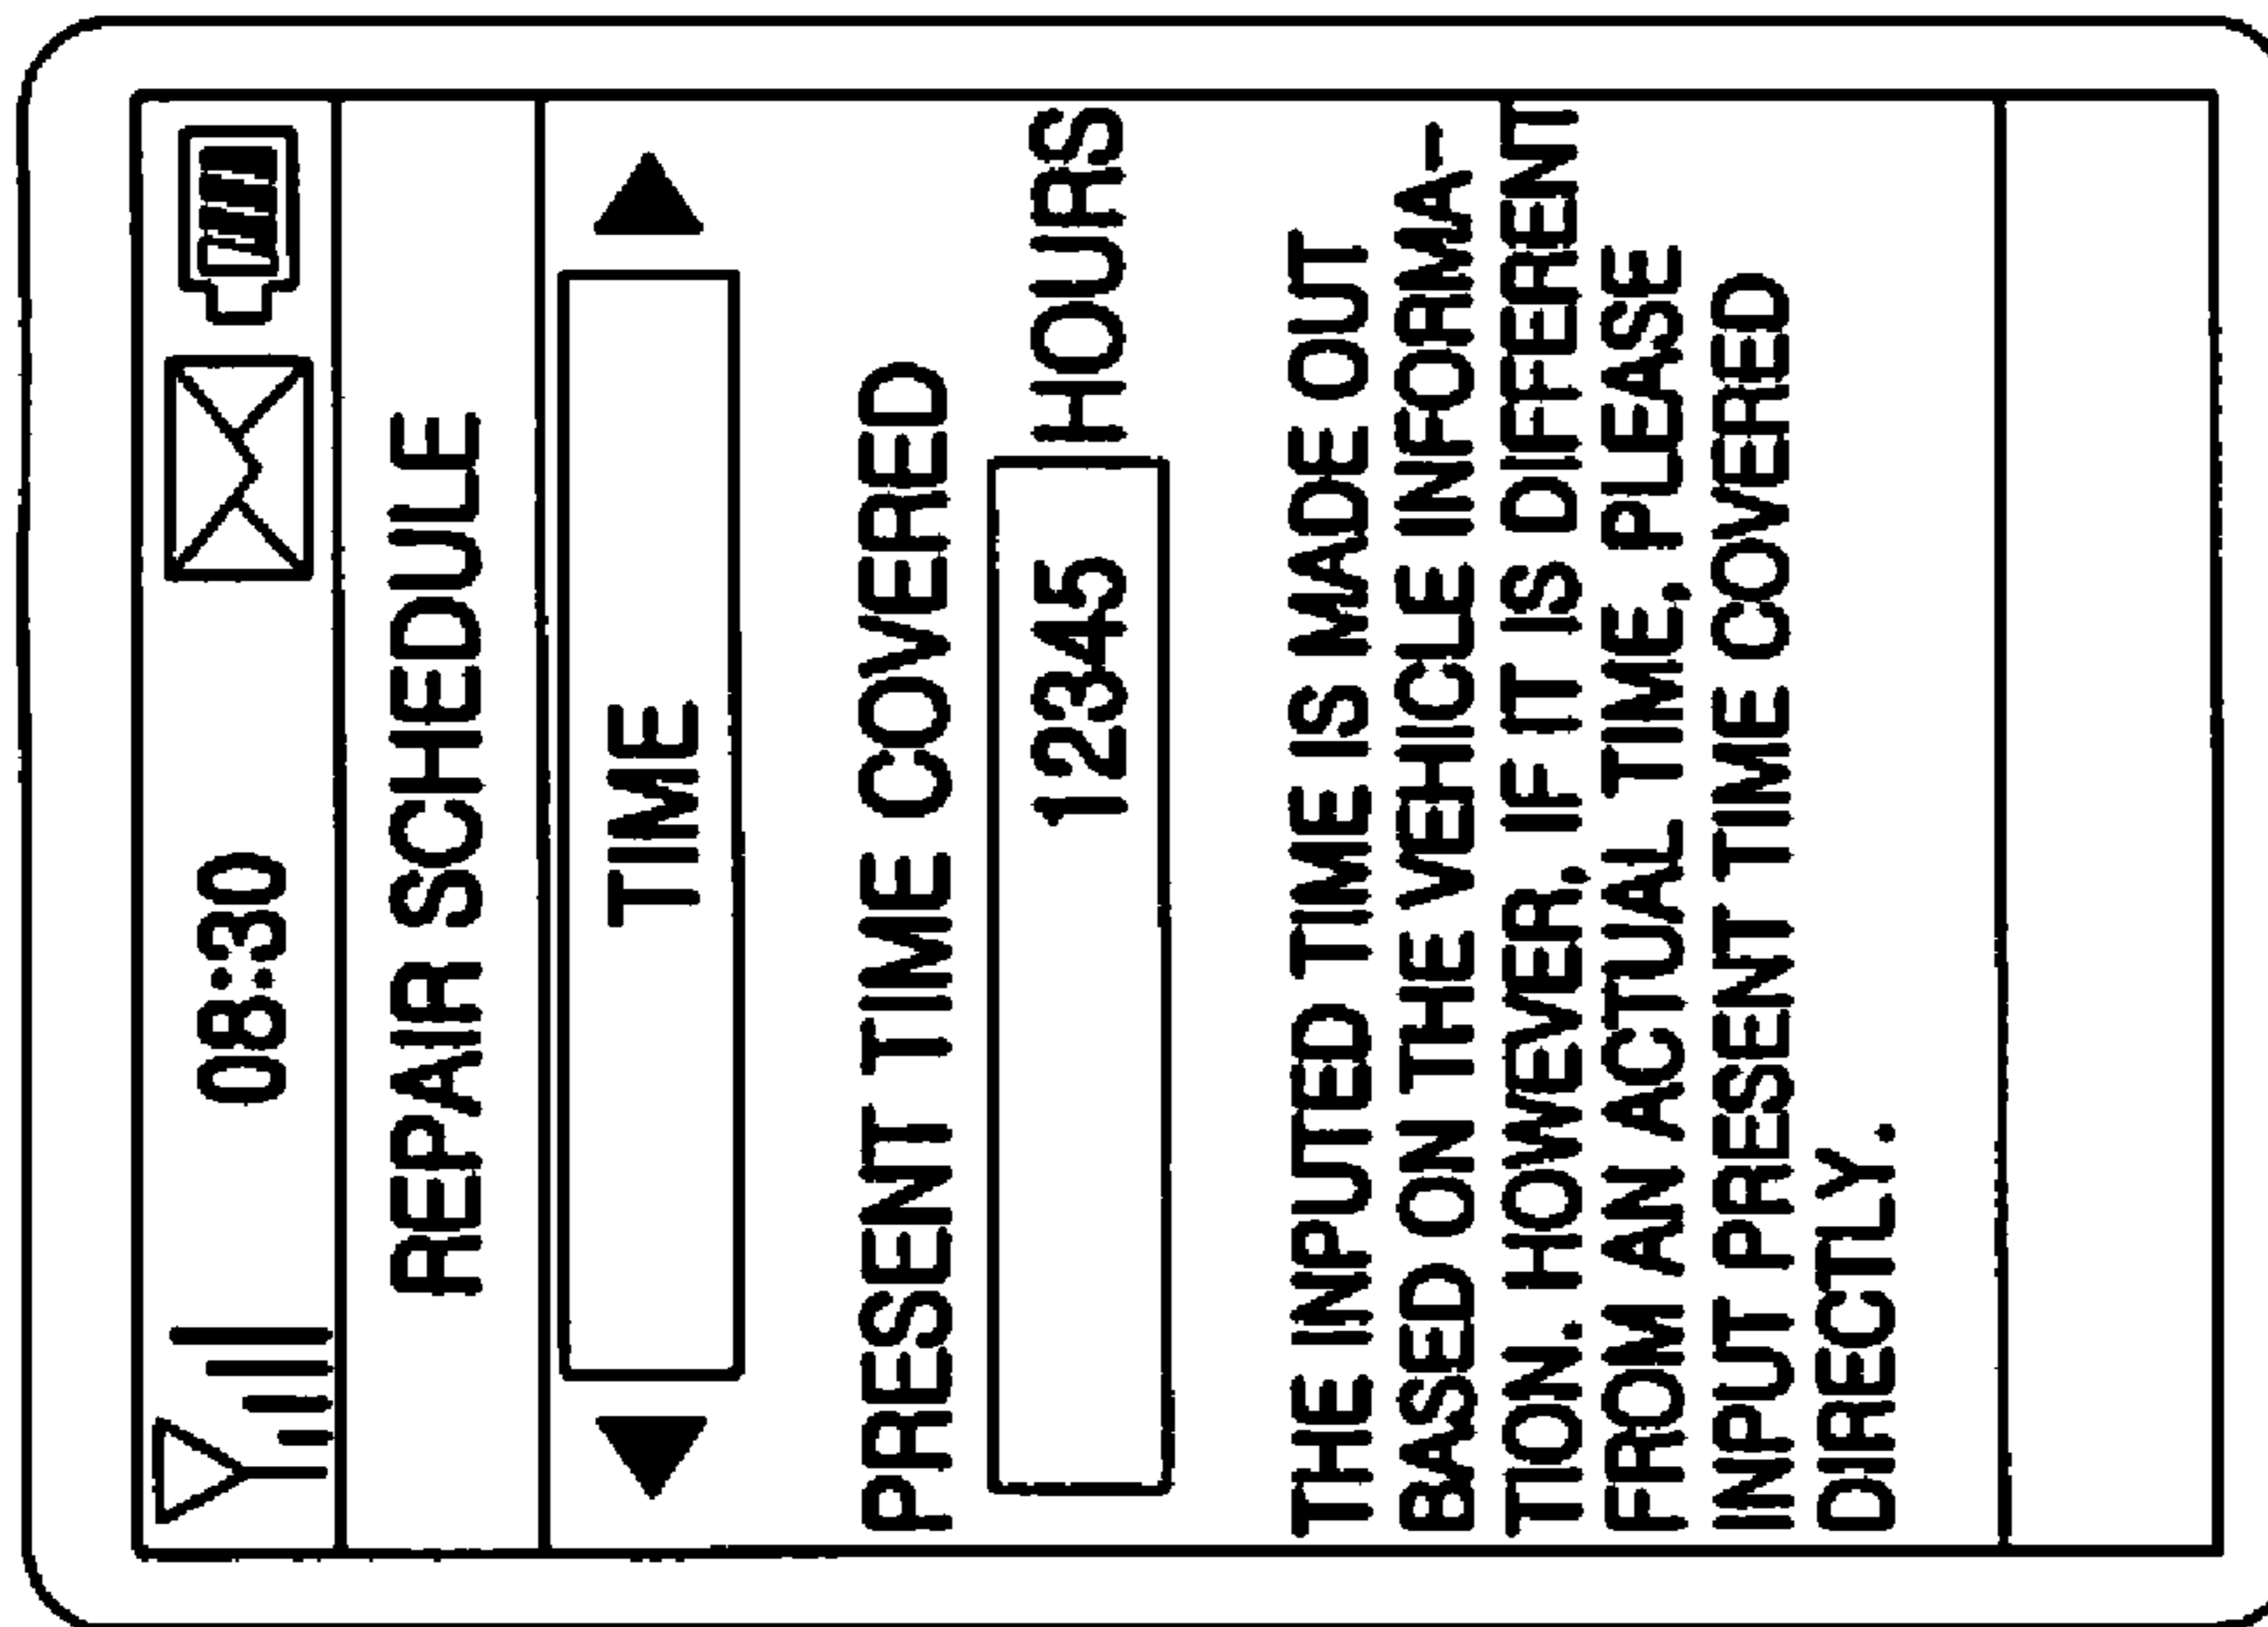 08:30
REPAIR SCHEDULE
TIME
PRESENT TIME COVERED
12345 HOURS
THE INPUTED TIME IS MADE OUT
BASED ON THE VEHICLE INFORMA-
TION. HOWEVER, IF IT IS DIFFERENT
FROM AN ACTUAL TIME, PLEASE
INPUT PRESENT TIME COVERED
DIRECTLY.